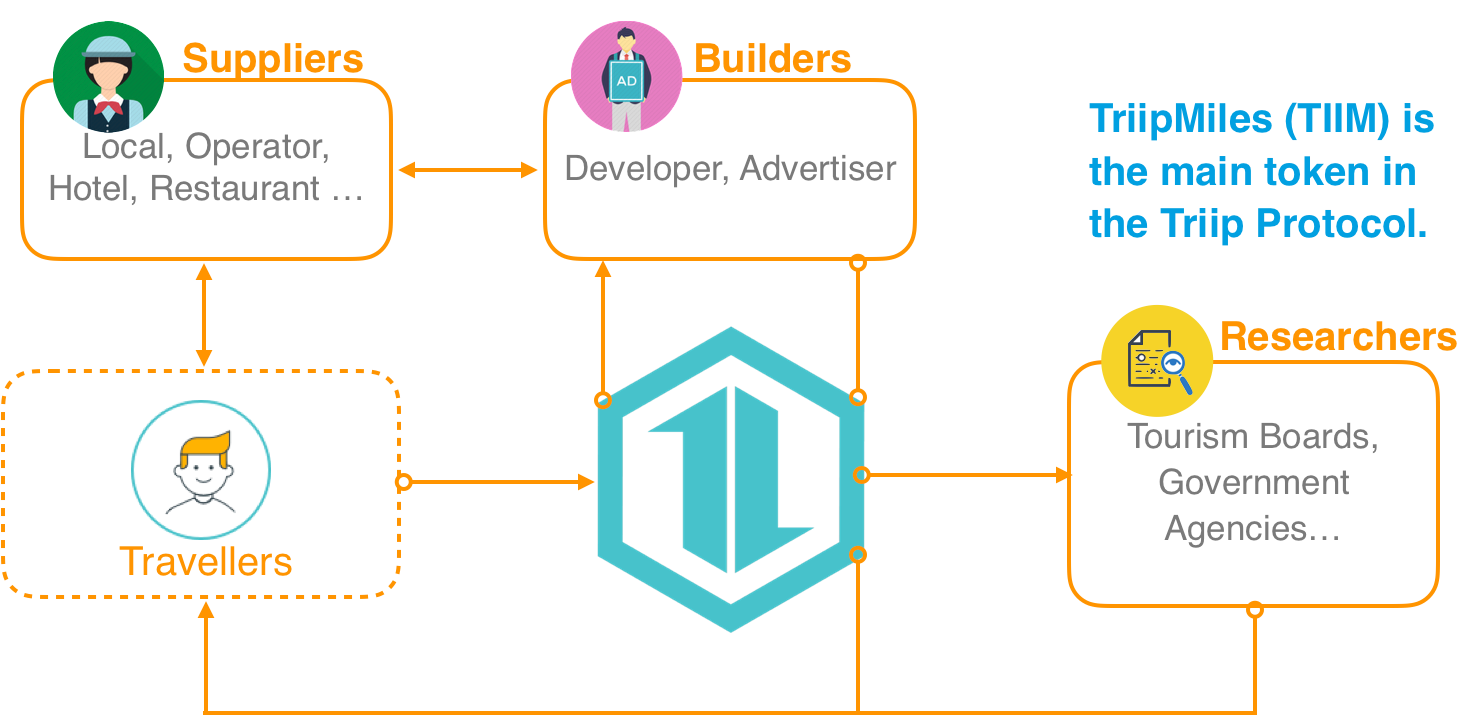 Suppliers
Local, Operator,
Hotel, Restaurant …
Builders
AD
Developer, Advertiser
TriipMiles (TIIM) is
the main token in
the Triip Protocol.
Travellers
Researchers
Tourism Boards,
Government
Agencies…